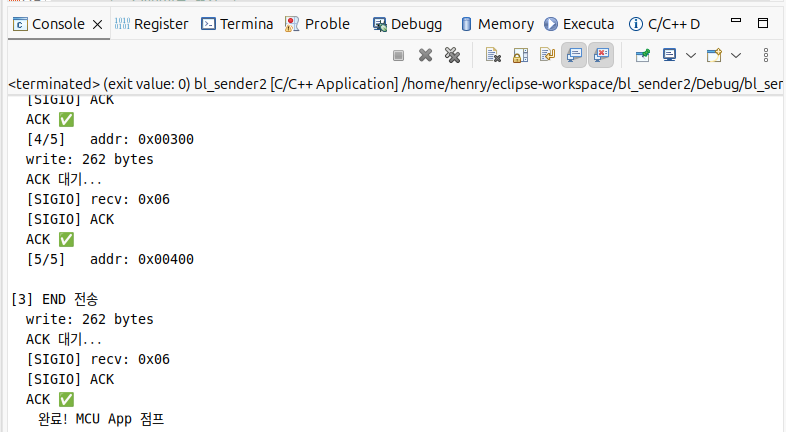 Console
Register
Termina
Proble
Debugg
Memory
Executa
C/C++ D
<terminated> (exit value: 0) bl_sender2 [C/C++ Application] /home/henry/eclipse-workspace/bl_sender2/Debug/bl_ser
[SIGIO] ACK
ACK ✅
[4/5]   addr: 0x00300
write: 262 bytes
ACK 대기...
[SIGIO] recv: 0x06
[SIGIO] ACK
ACK ✅
[5/5]   addr: 0x00400
[3] END 전송
write: 262 bytes
ACK 대기...
[SIGIO] recv: 0x06
[SIGIO] ACK
ACK ✅
완료! MCU App 점프